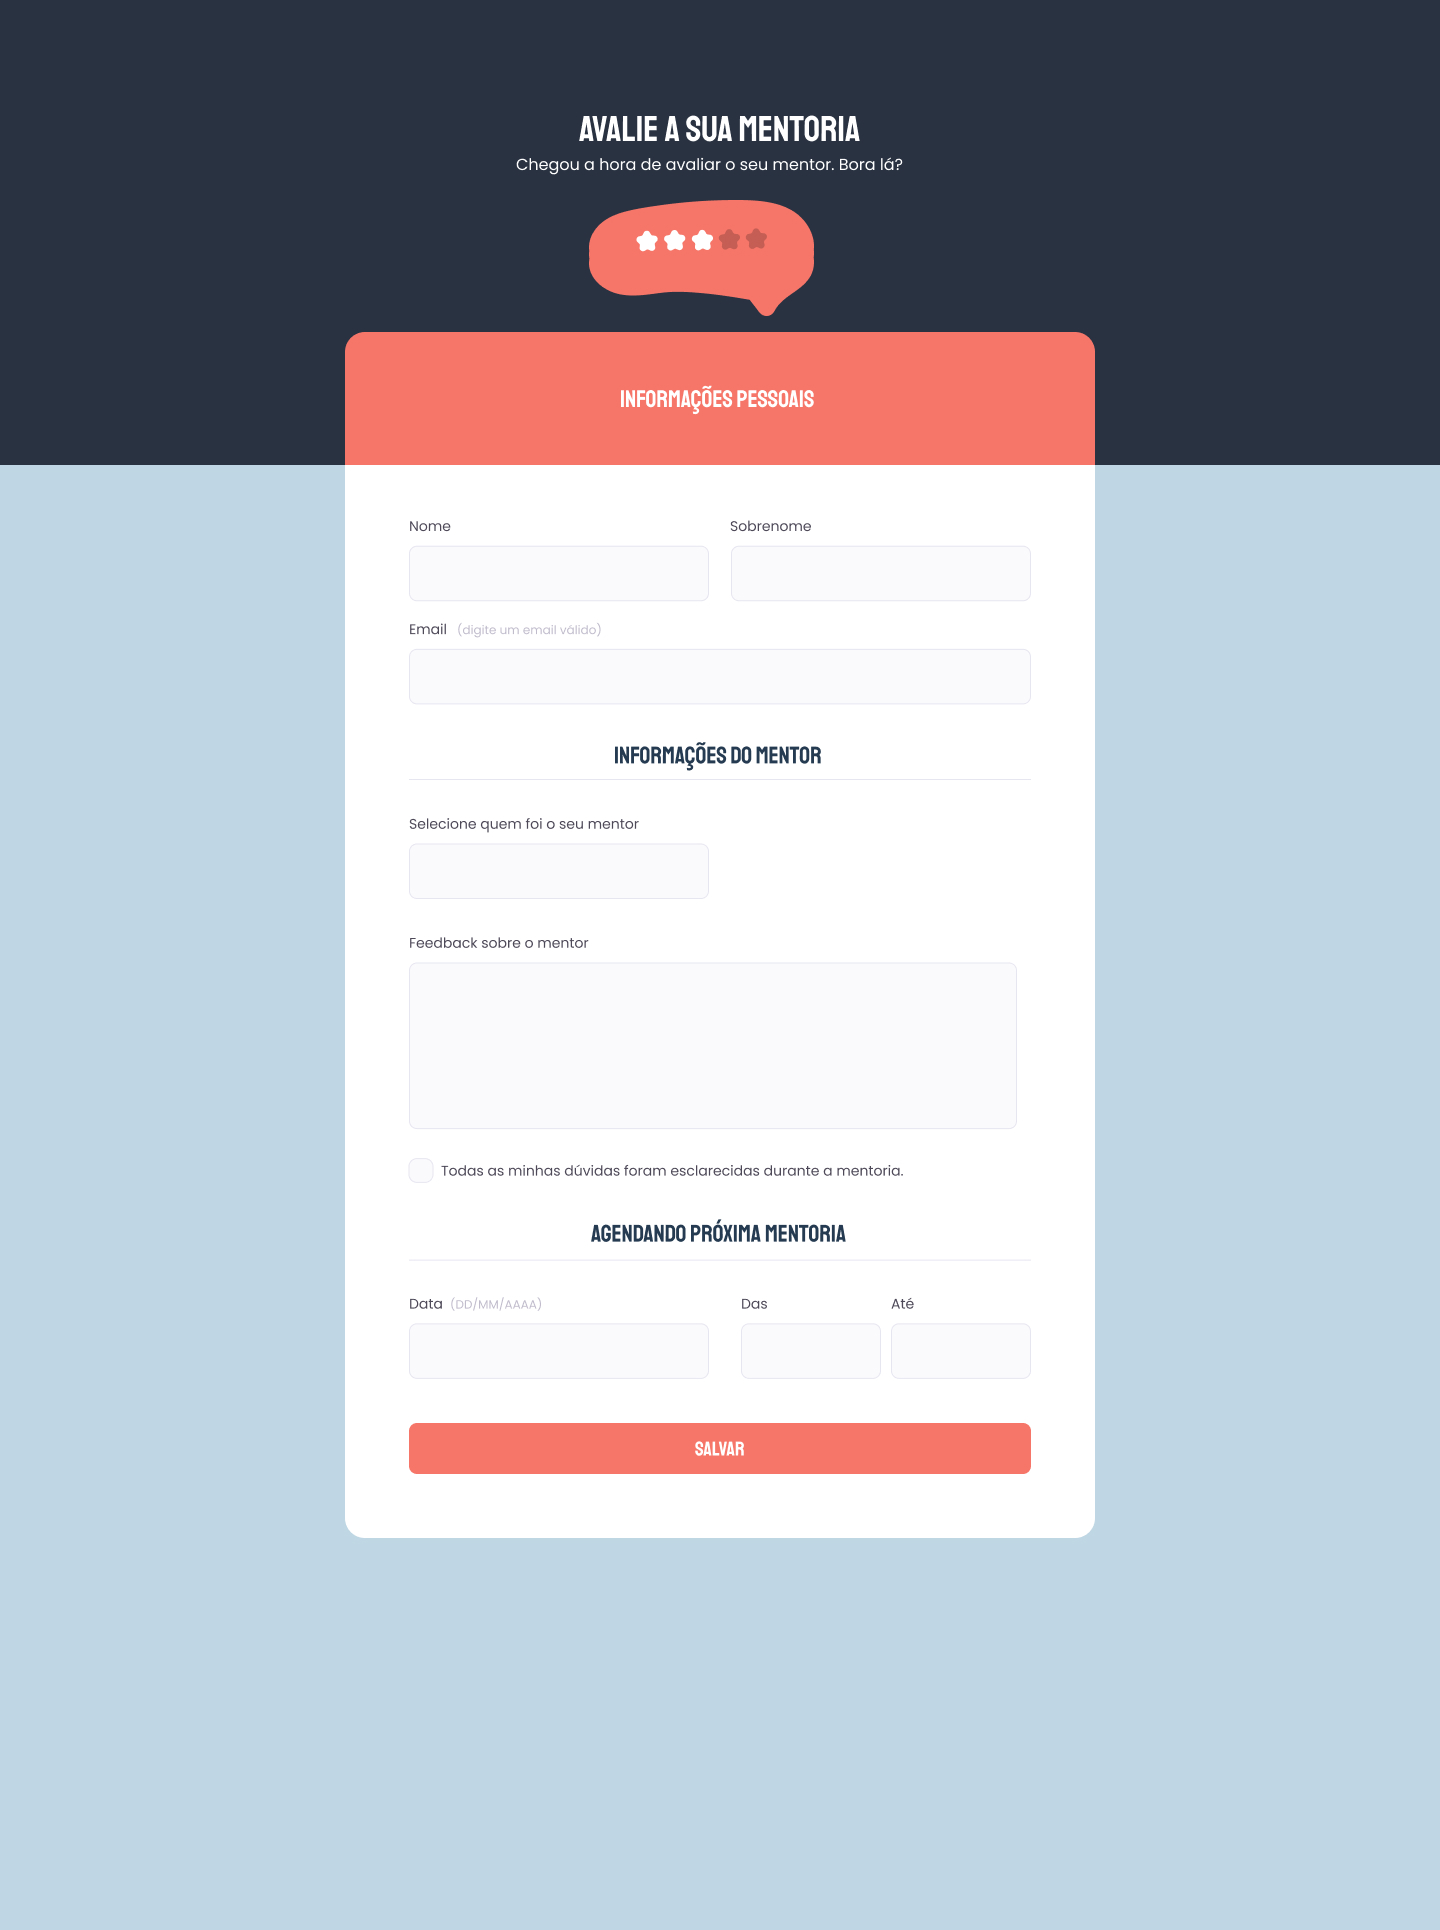 AVALIE A SUA MENTORIA
Chegou a hora de avaliar o seu mentor. Bora lá?
INFORMAÇÕES PESSOAIS
Nome
Sobrenome
Email (digite um email válido)
INFORMAÇÕES DO MENTOR
Selecione quem foi o seu mentor
Feedback sobre o mentor
Todas as minhas dúvidas foram esclarecidas durante a mentoria.
AGENDANDO PRÓXIMA MENTORIA
Data (DD/MM/AAAA)
Das
Até
SALVAR